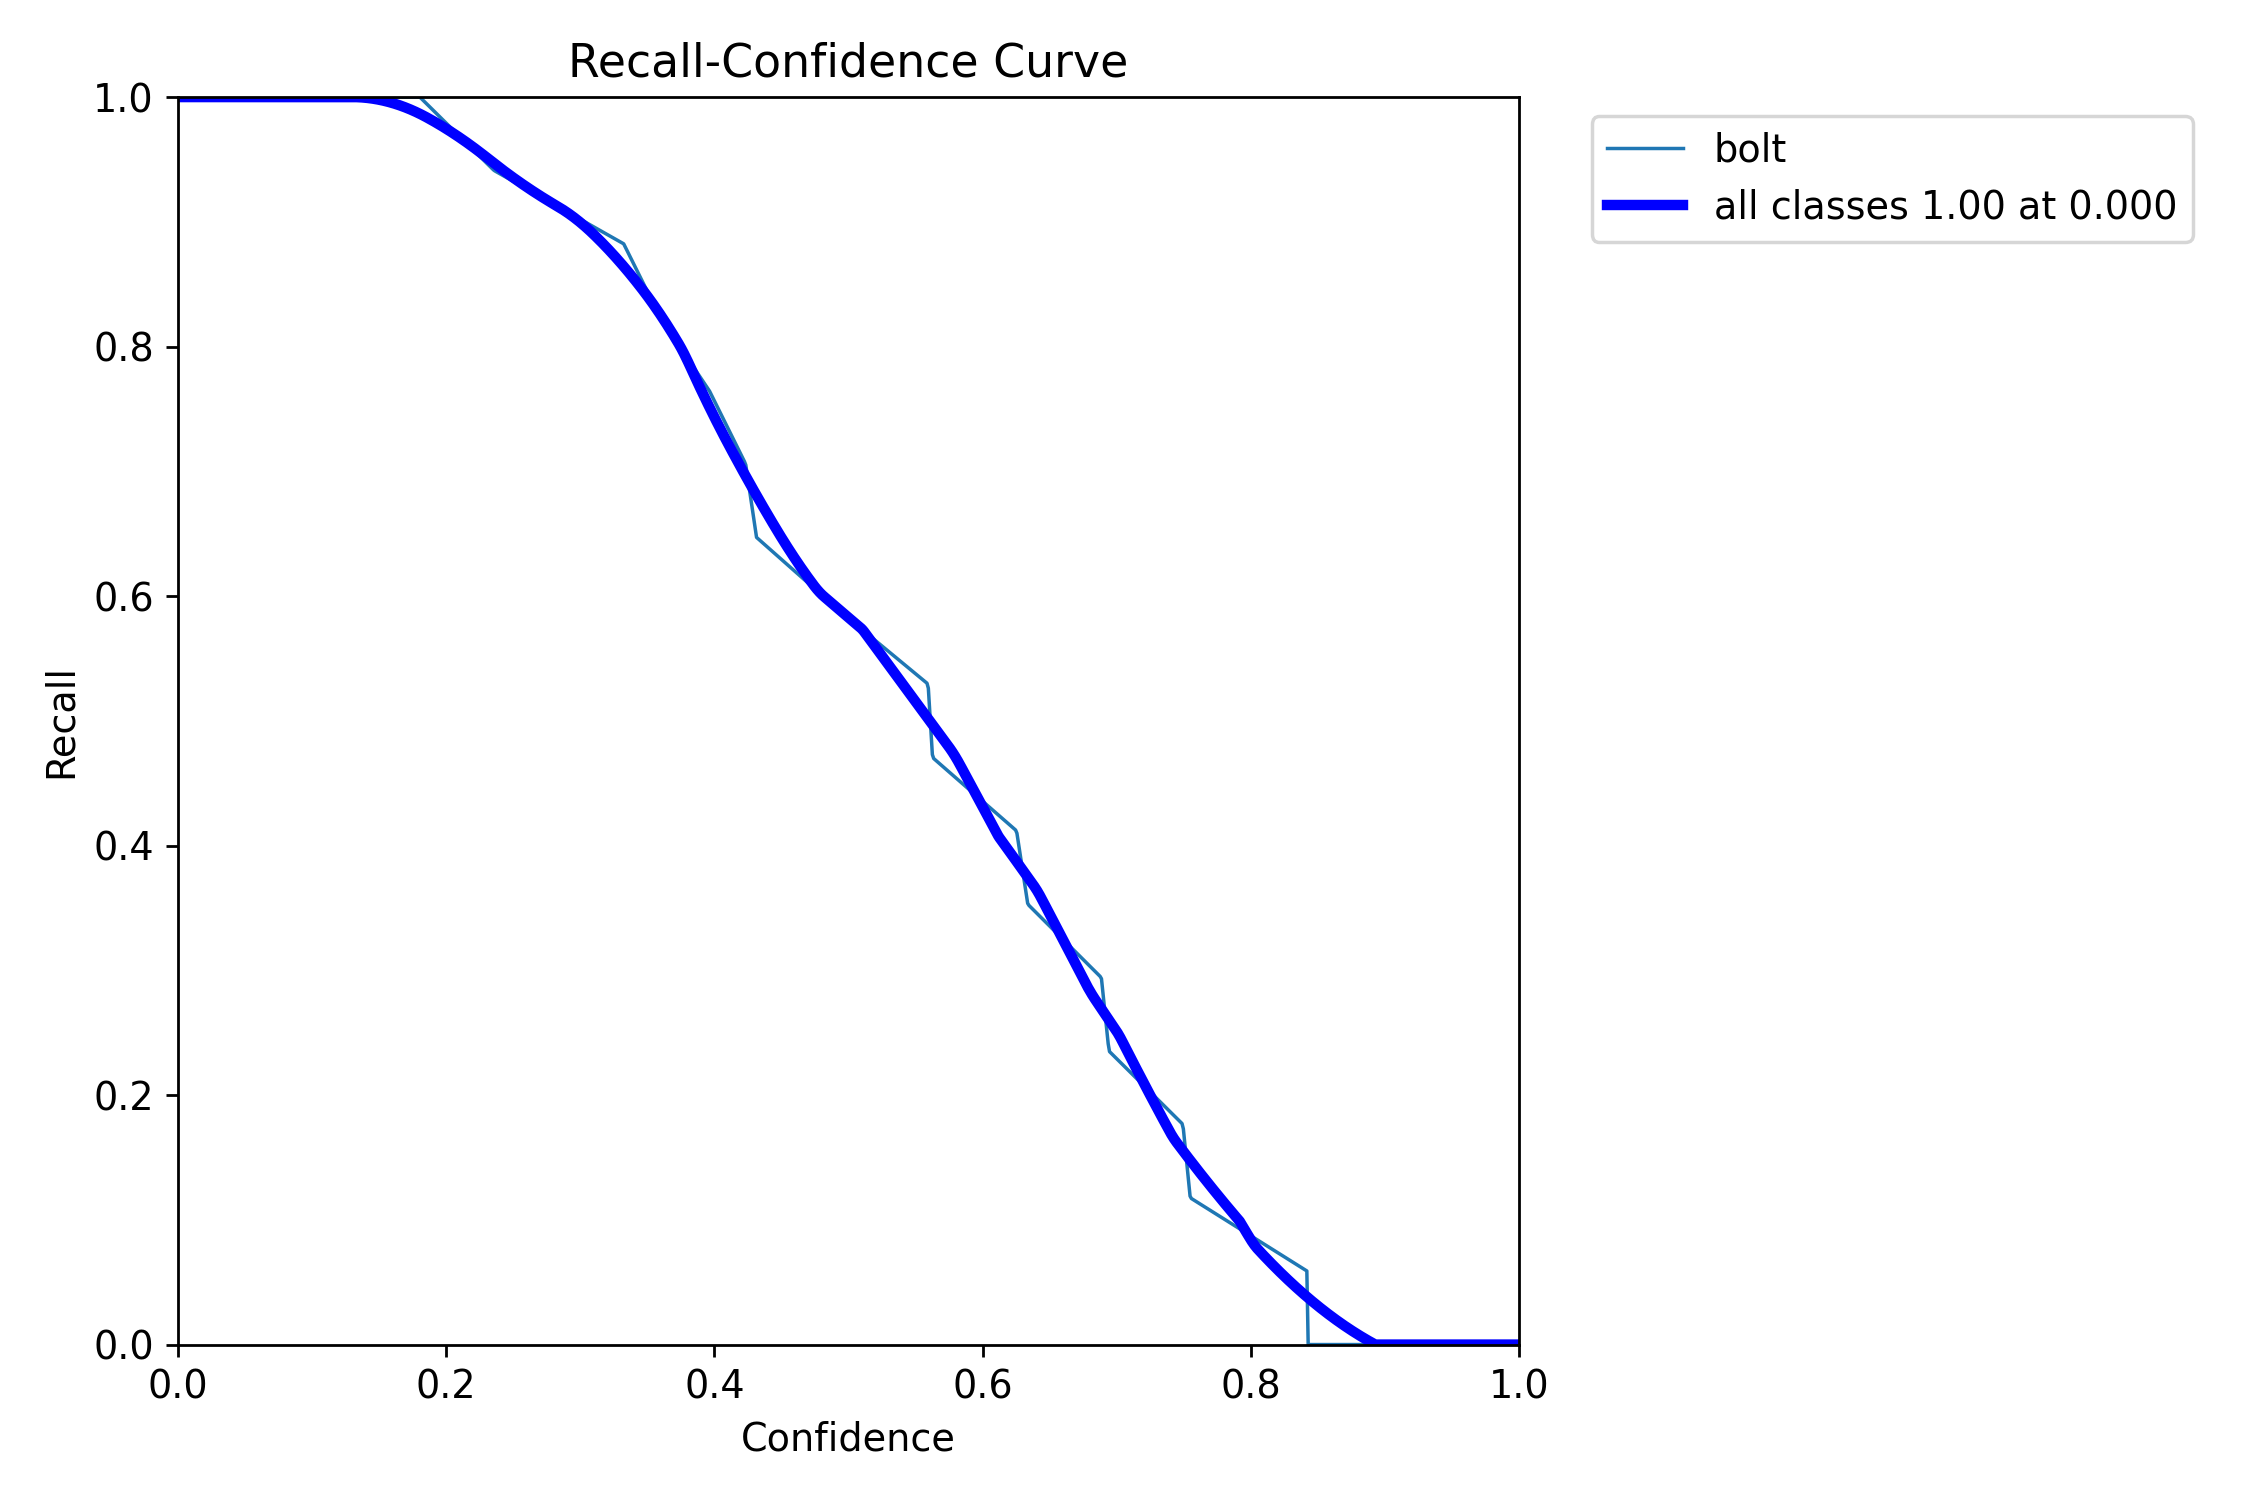 Recall-Confidence Curve
1.0
0.8
0.6
0.4
0.2
0.0
Recall
0.0 0.2 0.4 0.6 0.8 1.0
Confidence
bolt
all classes 1.00 at 0.000